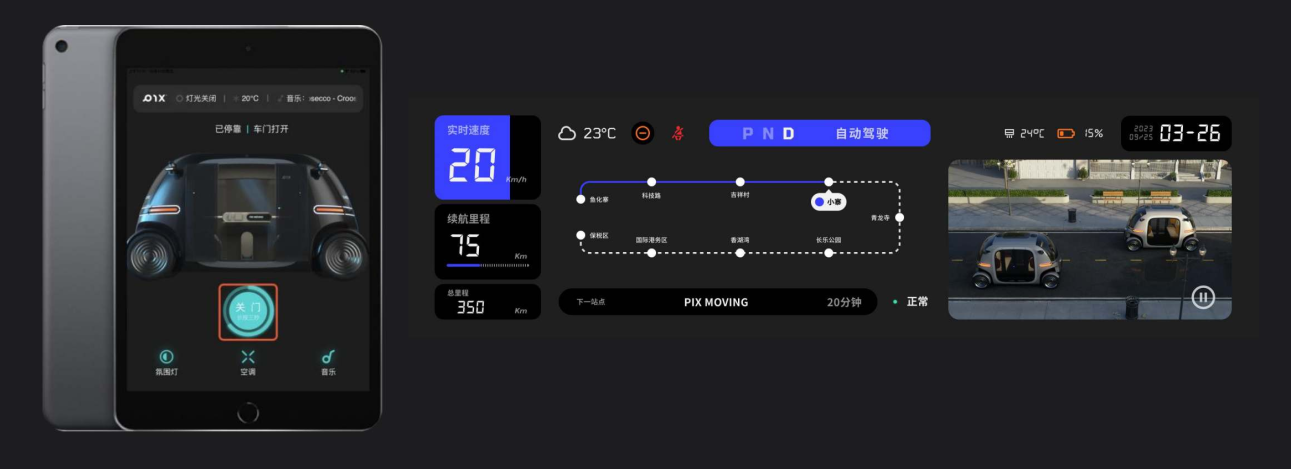 PIX 灯光关闭 | 20°C | 音乐: secco - Croos
已停靠 | 车门打开
关 门
氛围灯 空调 音乐
实时速度
20 Km/h
续航里程
75 Km
总里程
350 Km
23°C
P N D 自动驾驶
24°C 15%
2023
09/25
03-26
鱼化寨 科技路 吉祥村 小寨
青龙寺
保税区 国际港务区 香湖湾 长乐公园
下一站点 PIX MOVING 20分钟 正常